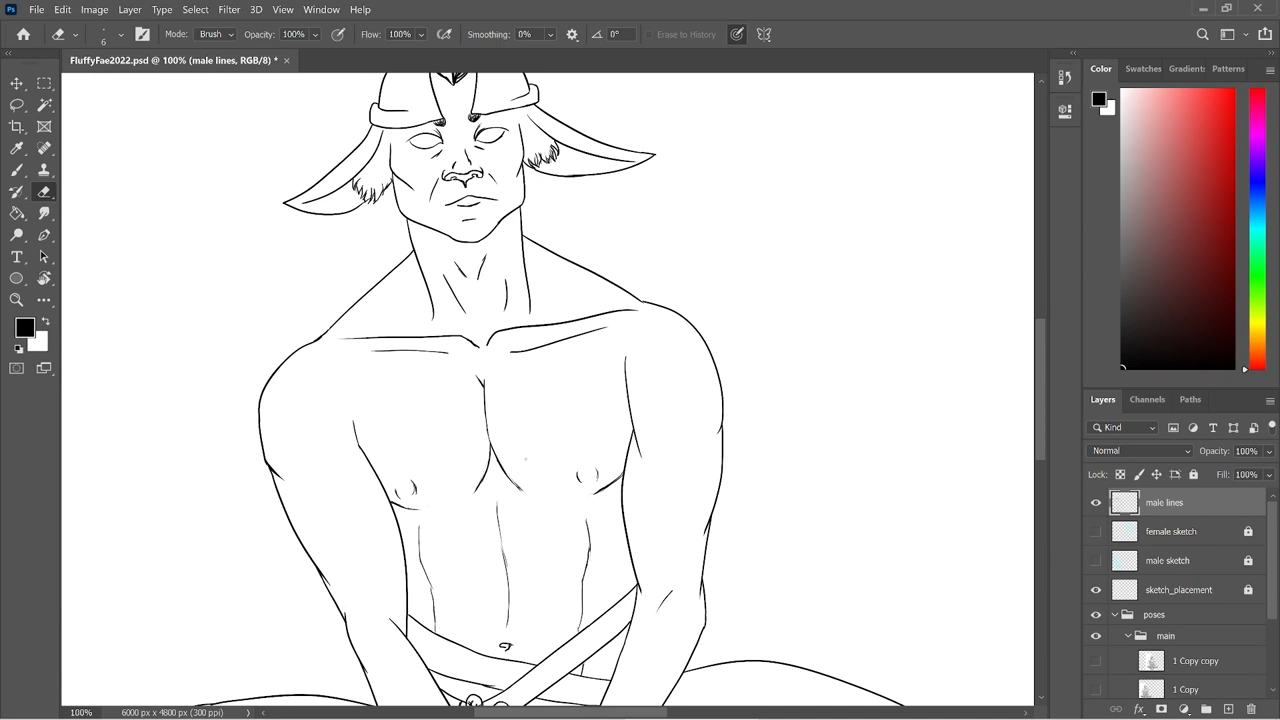 Ps File Edit Image Layer Type Select Filter 3D View Window Help
6 Mode: Brush Opacity: 100% Flow: 100% Smoothing: 0% 0° Erase to History
FluffyFae2022.psd @ 100% (male lines, RGB/8) * ×
Color Swatches Gradient: Patterns
Layers Channels Paths
Kind
Normal Opacity: 100%
Lock: Fill: 100%
male lines
female sketch
male sketch
sketch_placement
poses
main
1 Copy copy
1 Copy
100% 6000 px x 4800 px (300 ppi)